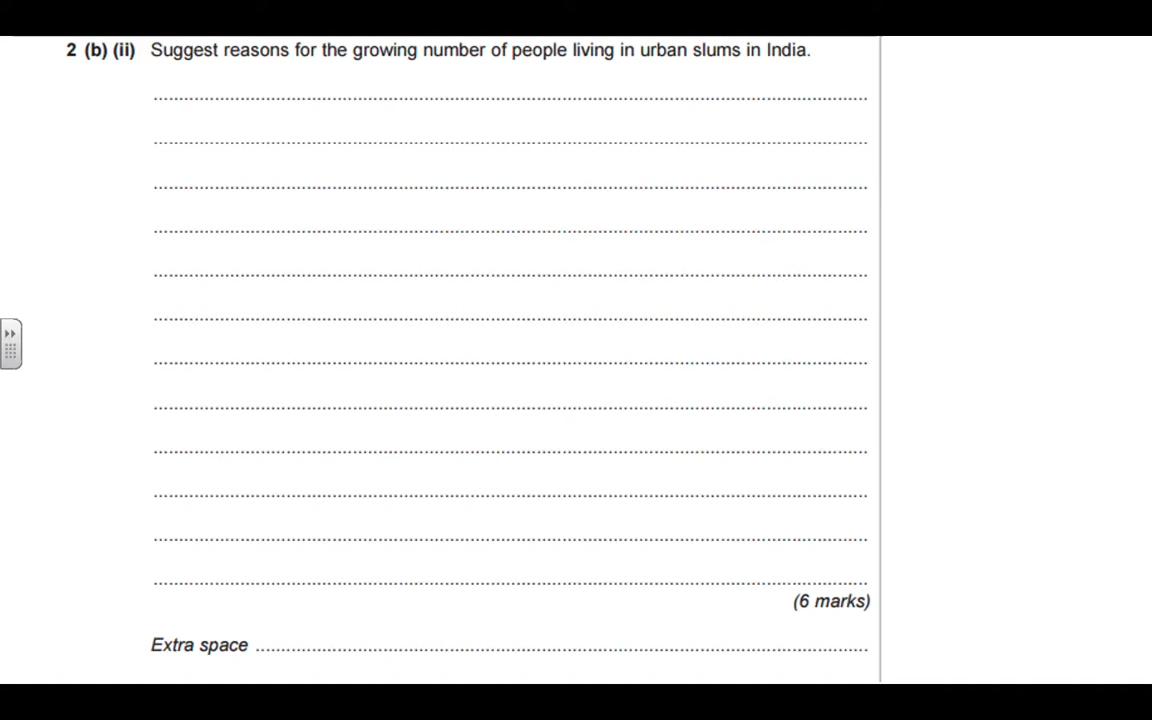 2 (b) (ii) Suggest reasons for the growing number of people living in urban slums in India.
(6 marks)
Extra space